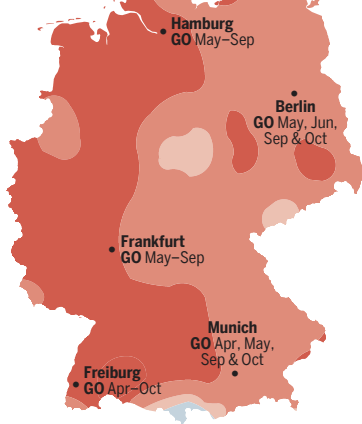 Hamburg
GO May–Sep
Berlin
GO May, Jun,
Sep & Oct
Frankfurt
GO May–Sep
Munich
GO Apr, May,
Sep & Oct
Freiburg
GO Apr–Oct